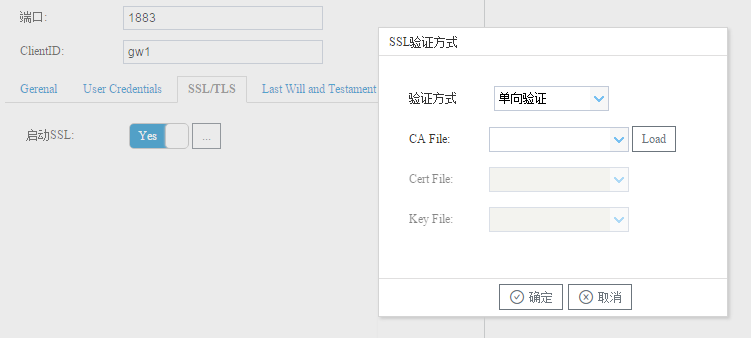 端口:
1883
ClientID:
gw1
Gerenal
User Credentials
SSL/TLS
Last Will and Testament
启动SSL:
Yes
...
SSL验证方式
验证方式
单向验证
CA File:
Load
Cert File:
Key File:
确定
取消